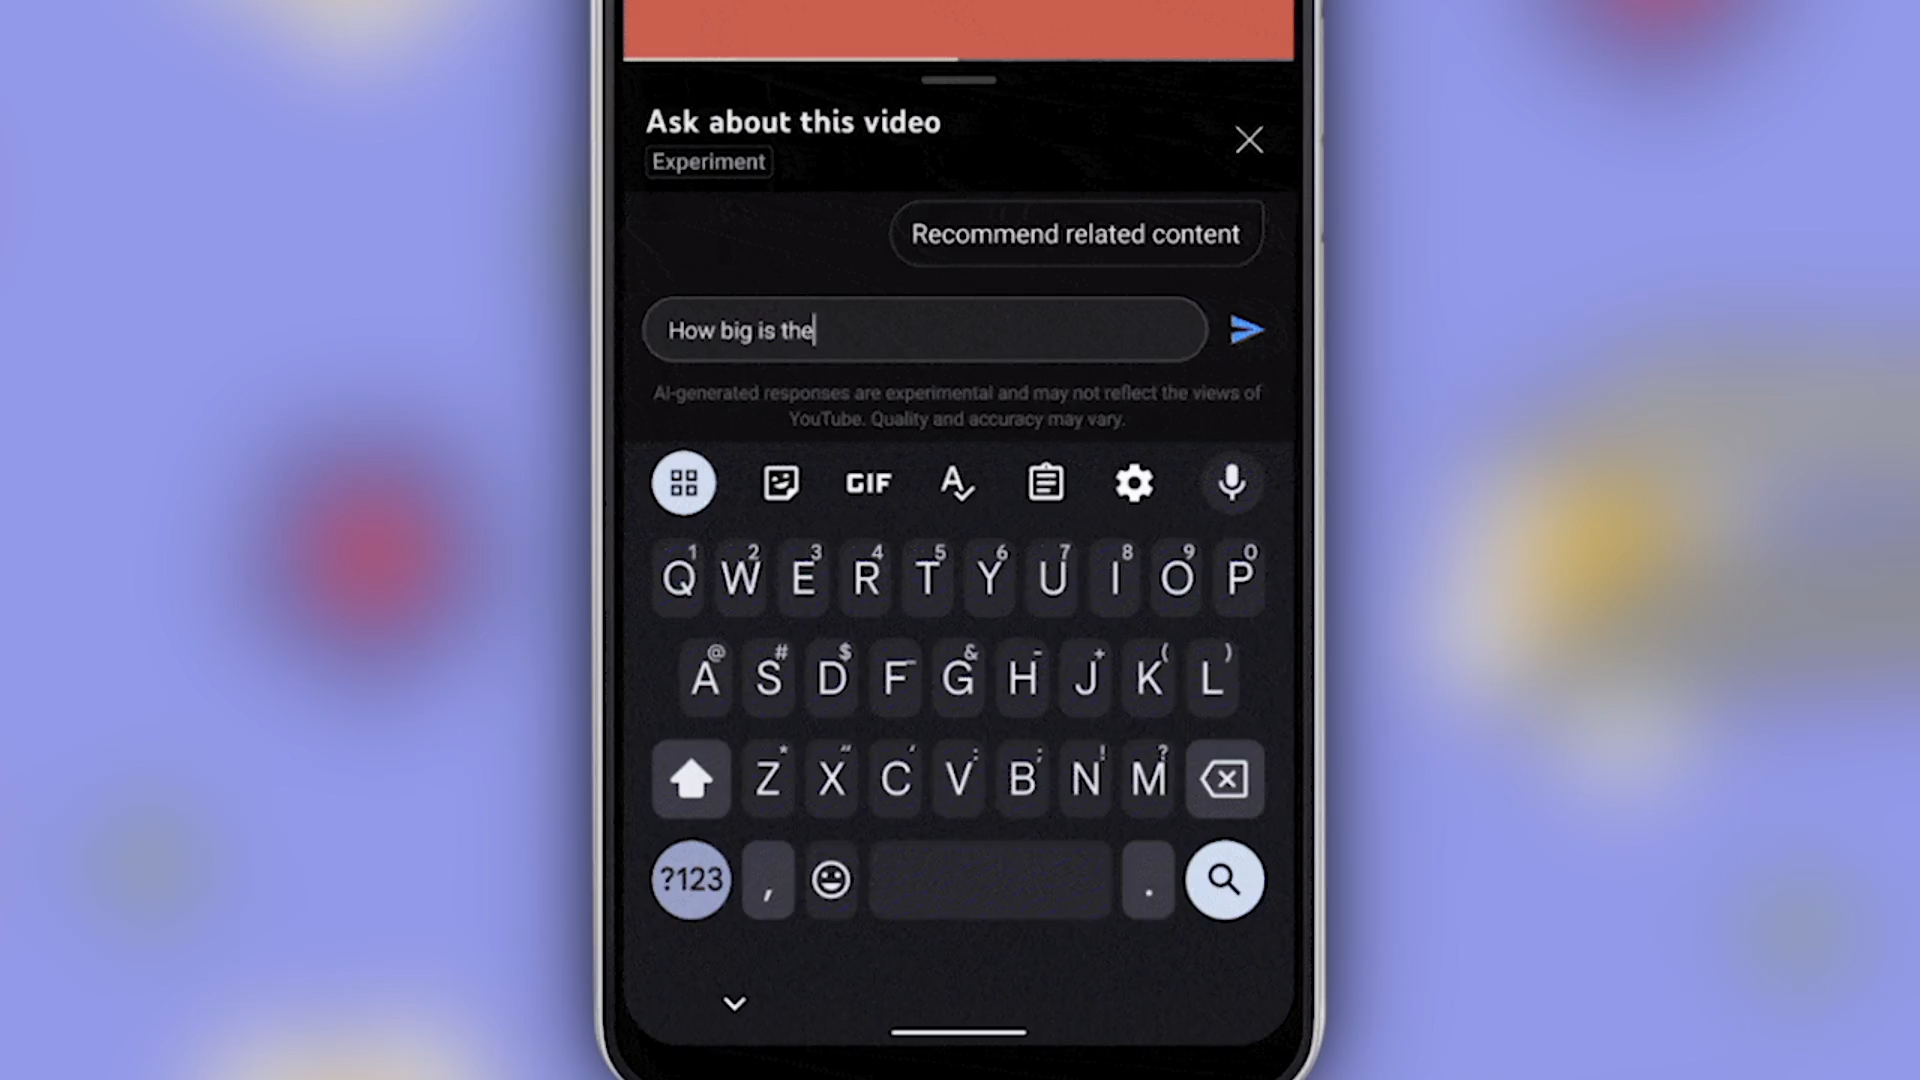 Ask about this video
Experiment
Recommend related content
How big is the
AI-generated responses are experimental and may not reflect the views of
YouTube. Quality and accuracy may vary.
GIF
1 2 3 4 5 6 7 8 9 0
Q W E R T Y U I O P
@ # $ _ & - + ( )
A S D F G H J K L
* " ' : ; ! ?
Z X C V B N M
?123 , .